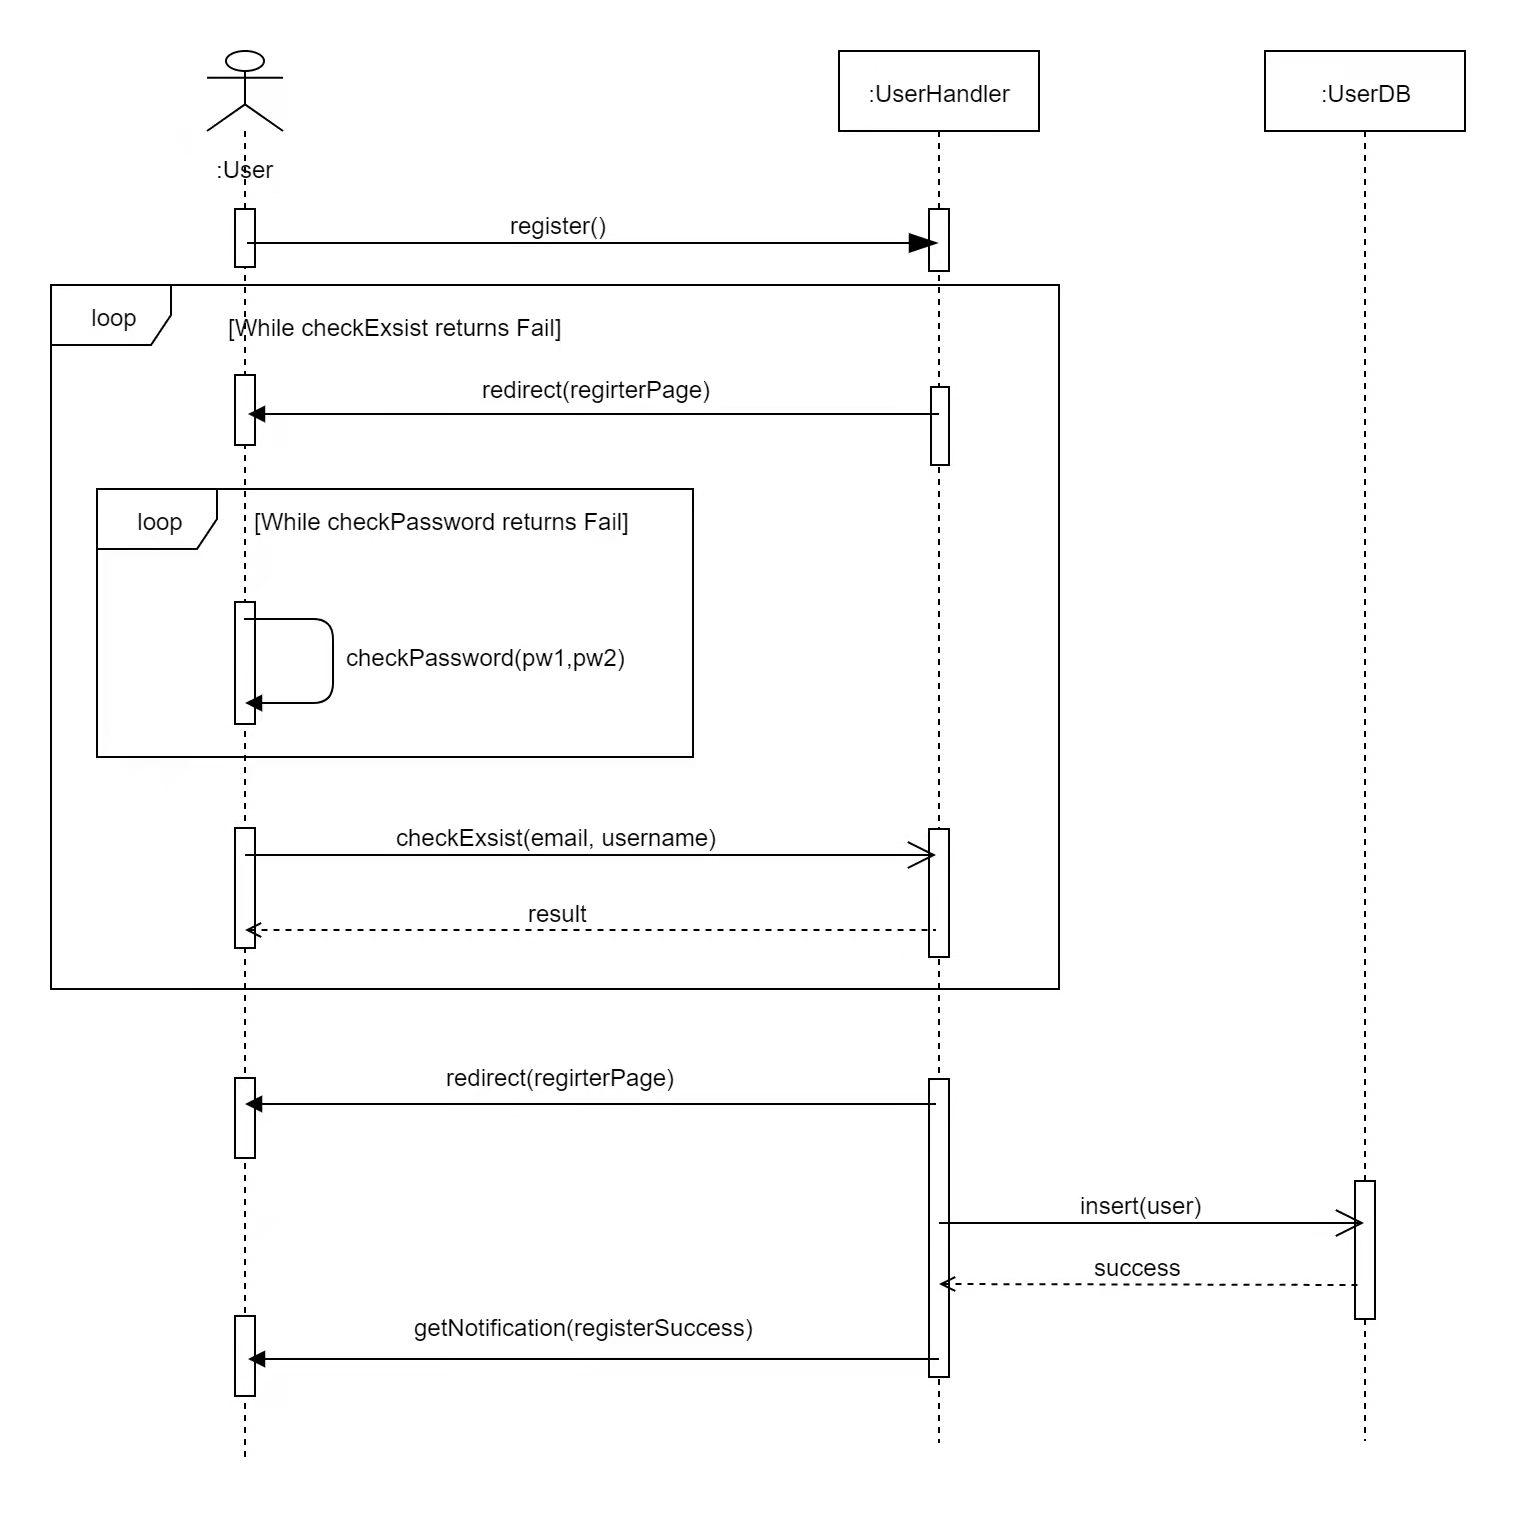 :User
:UserHandler
:UserDB
register()
loop
[While checkExsist returns Fail]
redirect(regirterPage)
loop
[While checkPassword returns Fail]
checkPassword(pw1,pw2)
checkExsist(email, username)
result
redirect(regirterPage)
insert(user)
success
getNotification(registerSuccess)